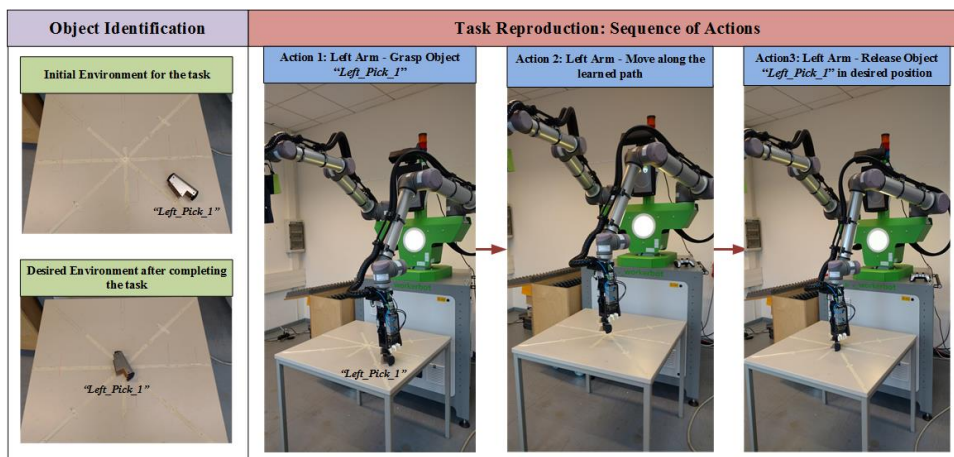 Object Identification
Task Reproduction: Sequence of Actions
Initial Environment for the task
"Left_Pick_1"
Desired Environment after completing
the task
"Left_Pick_1"
Action 1: Left Arm - Grasp Object
"Left_Pick_1"
"Left_Pick_1"
Action 2: Left Arm - Move along the
learned path
Action3: Left Arm - Release Object
"Left_Pick_1" in desired position